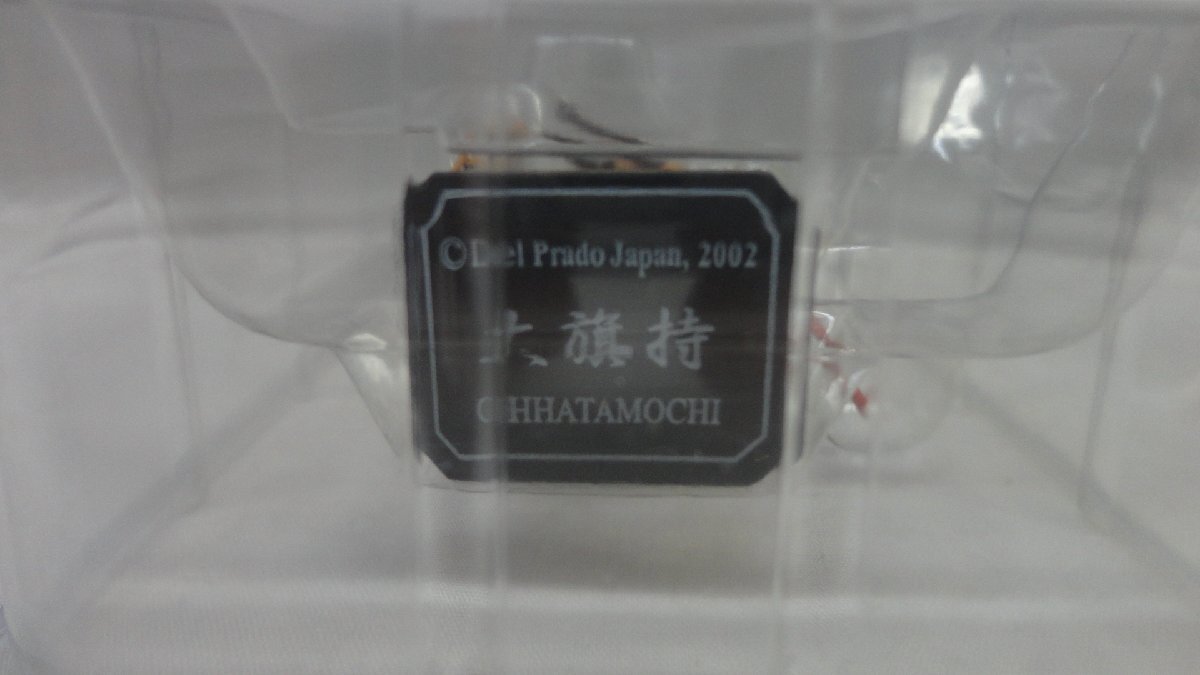 © Del Prado Japan, 2002
大旗持
OHHATAMOCHI